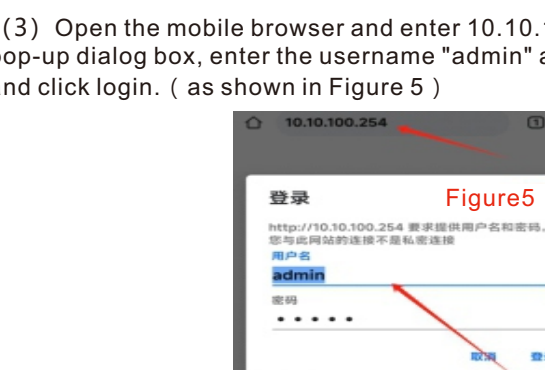 (3) Open the mobile browser and enter 10.10.
pop-up dialog box, enter the username "admin"
and click login. ( as shown in Figure 5 )
10.10.100.254
登录
Figure5
http://10.10.100.254 要求提供用户名和密码。
您与此网站的连接不是私密连接
用户名
admin
密码
•••••
取消